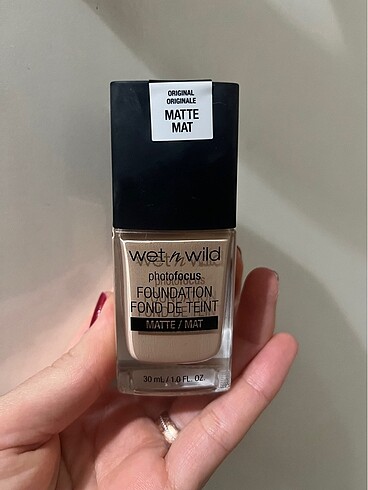 ORIGINAL
ORIGINALE
MATTE
MAT
wet n wild
photofocus
FOUNDATION
FOND DE TEINT
MATTE / MAT
30 mL / 1.0 FL. OZ.